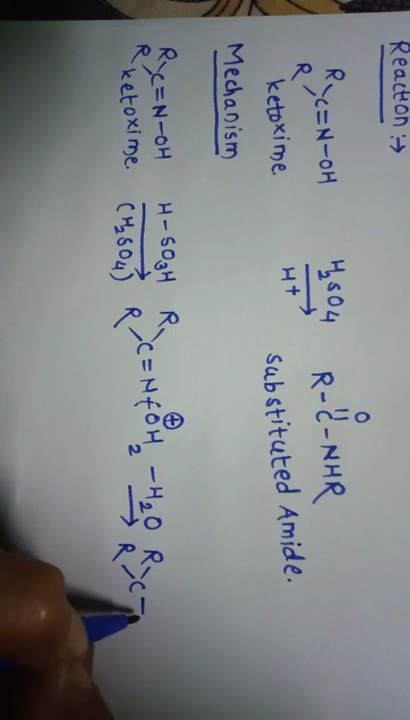 Reaction :→
R R C=N-OH H2SO4 H+ → R-C-NHR O
ketoxime substituted Amide.
Mechanism
R R C=N-OH H-SO3H (H2SO4) → R R C=N-OH2 ⊕ -H2O → R R C-
ketoxime.